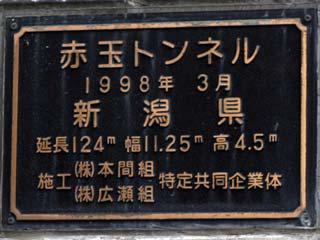 赤玉トンネル
1998年 3月
新潟県
延長124m 幅11.25m 高4.5m
施工 (株)本間組 特定共同企業体
(株)広瀬組